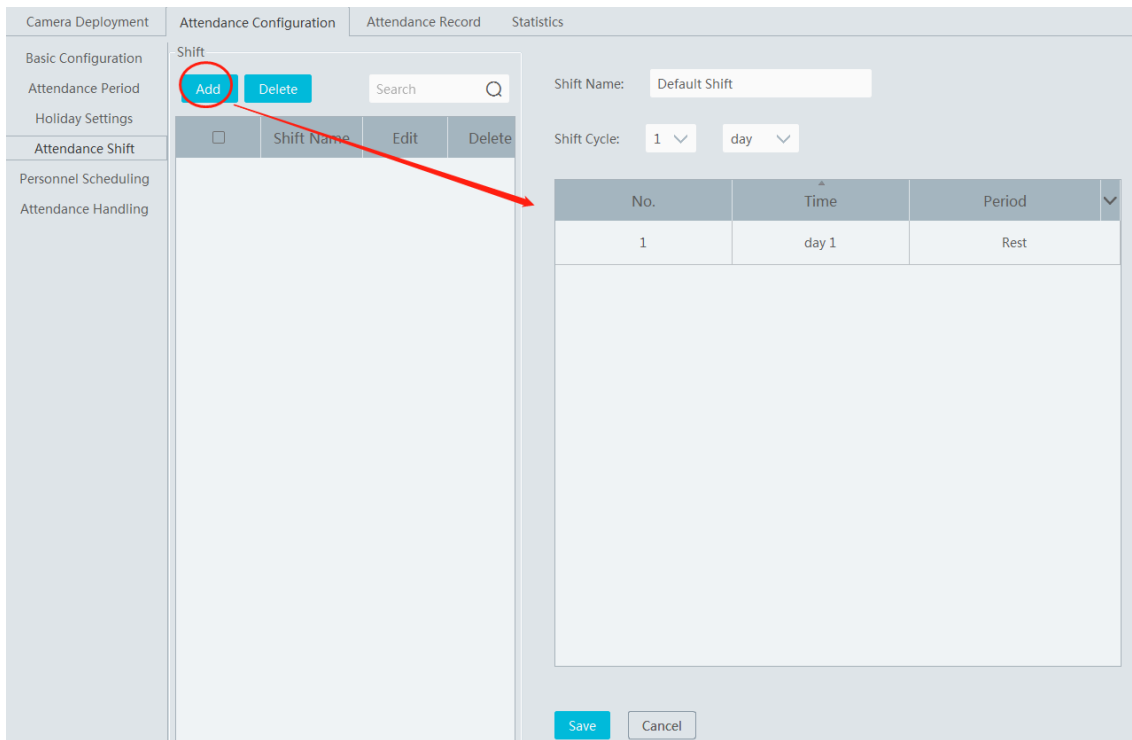 Camera Deployment Attendance Configuration Attendance Record Statistics
Basic Configuration
Attendance Period
Holiday Settings
Attendance Shift
Personnel Scheduling
Attendance Handling
Shift
Add Delete Search
Shift Name Edit Delete
Shift Name: Default Shift
Shift Cycle: 1 day
No. Time Period
1 day 1 Rest
Save Cancel